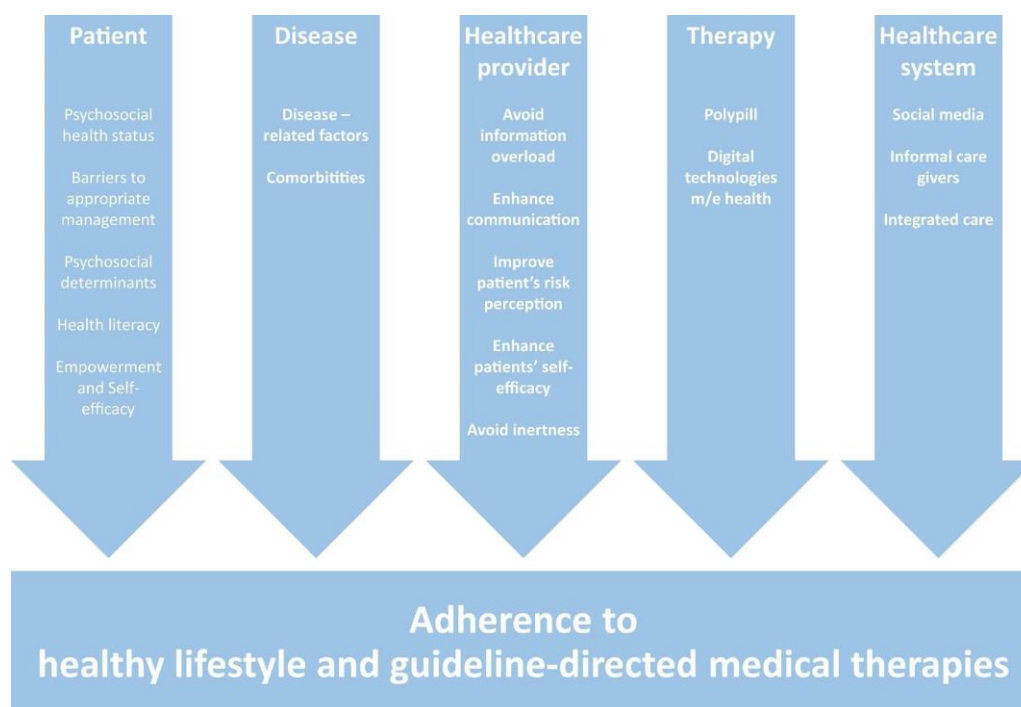 Patient
Psychosocial
health status
Barriers to
appropriate
management
Psychosocial
determinants
Health literacy
Empowerment
and Self-
efficacy
Disease
Disease –
related factors
Comorbitities
Healthcare
provider
Avoid
information
overload
Enhance
communication
Improve
patient's risk
perception
Enhance
patients' self-
efficacy
Avoid inertness
Therapy
Polypill
Digital
technologies
m/e health
Healthcare
system
Social media
Informal care
givers
Integrated care
Adherence to
healthy lifestyle and guideline-directed medical therapies